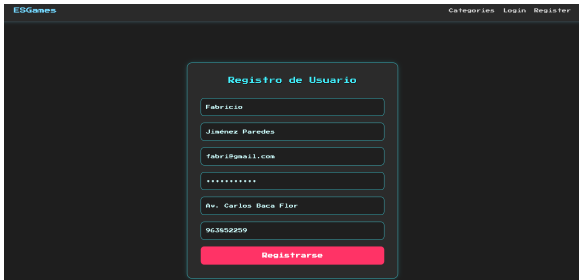 ESGames
Categories Login Register
Registro de Usuario
Fabricio
Jiménez Paredes
fabri@gmail.com
•••••••••••
Av. Carlos Baca Flor
963852259
Registrarse